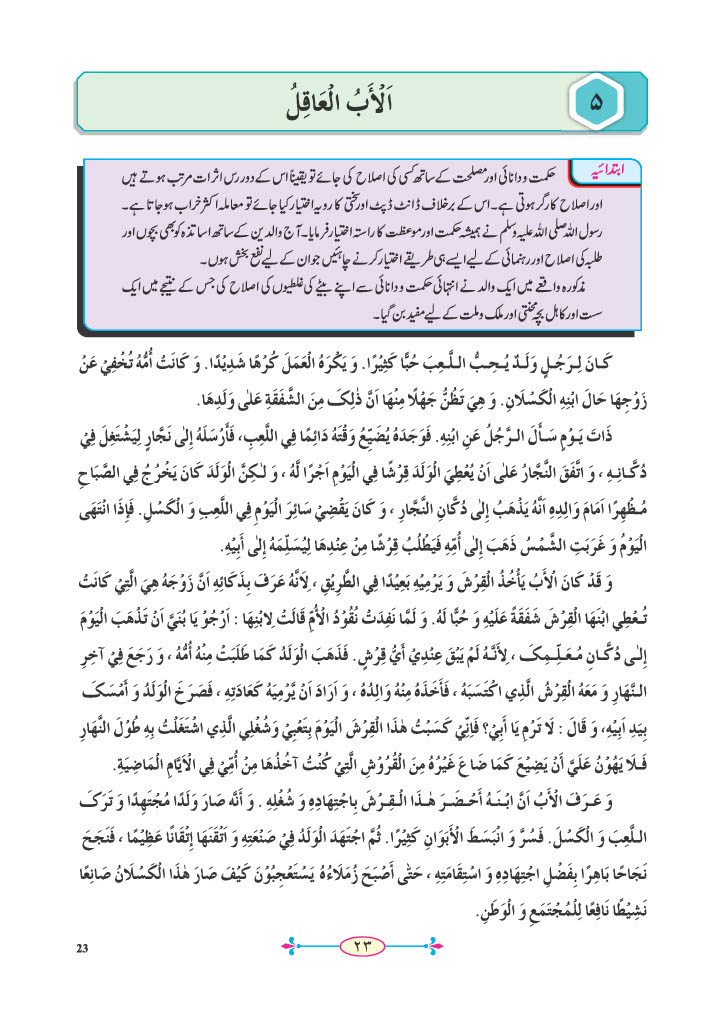 ۵
اَلْأَبُ الْعَاقِلُ
ابتدائیہ
حکمت و دانائی اور مصلحت کے ساتھ کسی کی اصلاح کی جائے تو یقیناً اس کے دور رس اثرات مرتب ہوتے ہیں
اور اصلاح کارگر ہوتی ہے۔ اس کے برخلاف ڈانٹ ڈپٹ اور سختی کا رویہ اختیار کیا جائے تو معاملہ اکثر خراب ہوجاتا ہے۔
رسول اللہ صلی اللہ علیہ وسلم نے ہمیشہ حکمت اور موعظت کا راستہ اختیار فرمایا۔ آج والدین کے ساتھ اساتذہ کو بھی بچوں اور
طلبہ کی اصلاح اور رہنمائی کے لیے ایسے ہی طریقے اختیار کرنے چاہئیں جو ان کے لیے نفع بخش ہوں۔
مذکورہ واقعے میں ایک والد نے انتہائی حکمت و دانائی سے اپنے بیٹے کی غلطیوں کی اصلاح کی جس کے نتیجے میں ایک
سست اور کاہل بچہ محنتی اور ملک و ملت کے لیے مفید بن گیا۔
كَانَ لِرَجُلٍ وَلَدٌ يُحِبُّ اللَّعِبَ حُبًّا كَثِيْرًا. وَ يَكْرَهُ الْعَمَلَ كُرْهًا شَدِيْدًا. وَ كَانَتْ أُمُّهُ تُخْفِيْ عَنْ
زَوْجِهَا حَالَ ابْنِهِ الْكَسْلَانِ. وَ هِيَ تَظُنُّ جَهْلًا مِنْهَا اَنَّ ذٰلِكَ مِنَ الشَّفَقَةِ عَلٰى وَلَدِهَا.
ذَاتَ يَوْمٍ سَأَلَ الرَّجُلُ عَنِ ابْنِهِ. فَوَجَدَهُ يُضَيِّعُ وَقْتَهُ دَائِمًا فِي اللَّعِبِ، فَأَرْسَلَهُ إِلٰى نَجَّارٍ لِيَشْتَغِلَ فِيْ
دُكَّانِهِ ، وَ اتَّفَقَ النَّجَّارُ عَلٰى اَنْ يُعْطِيَ الْوَلَدَ قِرْشًا فِي الْيَوْمِ اَجْرًا لَّهُ ، وَ لٰكِنَّ الْوَلَدَ كَانَ يَخْرُجُ فِي الصَّبَاحِ
مُظْهِرًا اَمَامَ وَالِدِهِ اَنَّهُ يَذْهَبُ إِلٰى دُكَّانِ النَّجَّارِ ، وَ كَانَ يَقْضِيْ سَائِرَ الْيَوْمِ فِي اللَّعِبِ وَ الْكَسْلِ. فَإِذَا انْتَهَى
الْيَوْمُ وَ غَرَبَتِ الشَّمْسُ ذَهَبَ إِلٰى أُمِّهِ فَيَطْلُبُ قِرْشًا مِنْ عِنْدِهَا لِيُسَلِّمَهُ إِلٰى أَبِيْهِ.
وَ قَدْ كَانَ الْأَبُ يَأْخُذُ الْقِرْشَ وَ يَرْمِيْهِ بَعِيْدًا فِي الطَّرِيْقِ ، لِأَنَّهُ عَرَفَ بِذَكَائِهِ اَنَّ زَوْجَهُ هِيَ الَّتِيْ كَانَتْ
تُعْطِي ابْنَهَا الْقِرْشَ شَفَقَةً عَلَيْهِ وَ حُبًّا لَهُ. وَ لَمَّا نَفِدَتْ نُقُوْدُ الْأُمِّ قَالَتْ لِابْنِهَا : اَرْجُوْ يَا بُنَيَّ اَنْ تَذْهَبَ الْيَوْمَ
إِلٰى دُكَّانِ مُعَلِّمِكَ ، لِأَنَّهُ لَمْ يَبْقَ عِنْدِيْ أَيُّ قِرْشٍ. فَذَهَبَ الْوَلَدُ كَمَا طَلَبَتْ مِنْهُ أُمُّهُ ، وَ رَجَعَ فِيْ آخِرِ
النَّهَارِ وَ مَعَهُ الْقِرْشُ الَّذِي اكْتَسَبَهُ ، فَأَخَذَهُ مِنْهُ وَالِدُهُ ، وَ اَرَادَ اَنْ يَّرْمِيَهُ كَعَادَتِهِ ، فَصَرَخَ الْوَلَدُ وَ أَمْسَكَ
بِيَدِ اَبِيْهِ، وَ قَالَ : لَا تَرْمِ يَا أَبِيْ؟ فَإِنِّيْ كَسَبْتُ هٰذَا الْقِرْشَ الْيَوْمَ بِتَعْبِيْ وَشُغْلِي الَّذِي اشْتَغَلْتُ بِهِ طُوْلَ النَّهَارِ
فَلَا يَهُوْنُ عَلَيَّ أَنْ يَضِيْعَ كَمَا ضَاعَ غَيْرُهُ مِنَ الْقُرُوْشِ الَّتِيْ كُنْتُ آخُذُهَا مِنْ أُمِّيْ فِي الْاَيَّامِ الْمَاضِيَةِ.
وَ عَرَفَ الْأَبُ اَنَّ ابْنَهُ أَحْضَرَ هٰذَا الْقِرْشَ بِاجْتِهَادِهِ وَ شُغْلِهِ . وَ أَنَّهُ صَارَ وَلَدًا مُجْتَهِدًا وَ تَرَكَ
اللَّعِبَ وَ الْكَسْلَ. فَسُرَّ وَ انْبَسَطَ الْأَبَوَانِ كَثِيْرًا. ثُمَّ اجْتَهَدَ الْوَلَدُ فِيْ صَنْعَتِهِ وَ اَتْقَنَهَا إِتْقَانًا عَظِيْمًا ، فَنَجَحَ
نَجَاحًا بَاهِرًا بِفَضْلِ اجْتِهَادِهِ وَ اسْتِقَامَتِهِ ، حَتّٰى أَصْبَحَ زُمَلَاءُهُ يَسْتَعْجِبُوْنَ كَيْفَ صَارَ هٰذَا الْكَسْلَانُ صَانِعًا
نَشِيْطًا نَافِعًا لِلْمُجْتَمَعِ وَ الْوَطَنِ.
۲۳
23